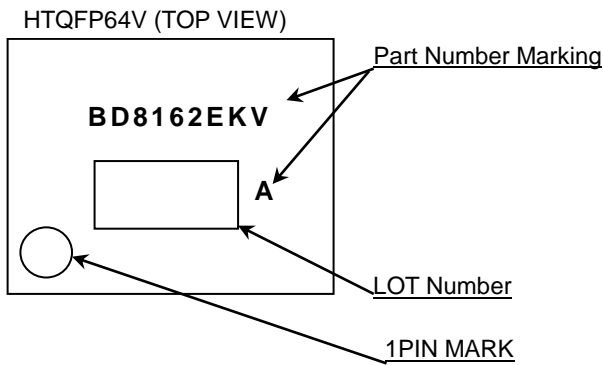 HTQFP64V (TOP VIEW)
Part Number Marking
BD8162EKV
A
LOT Number
1PIN MARK